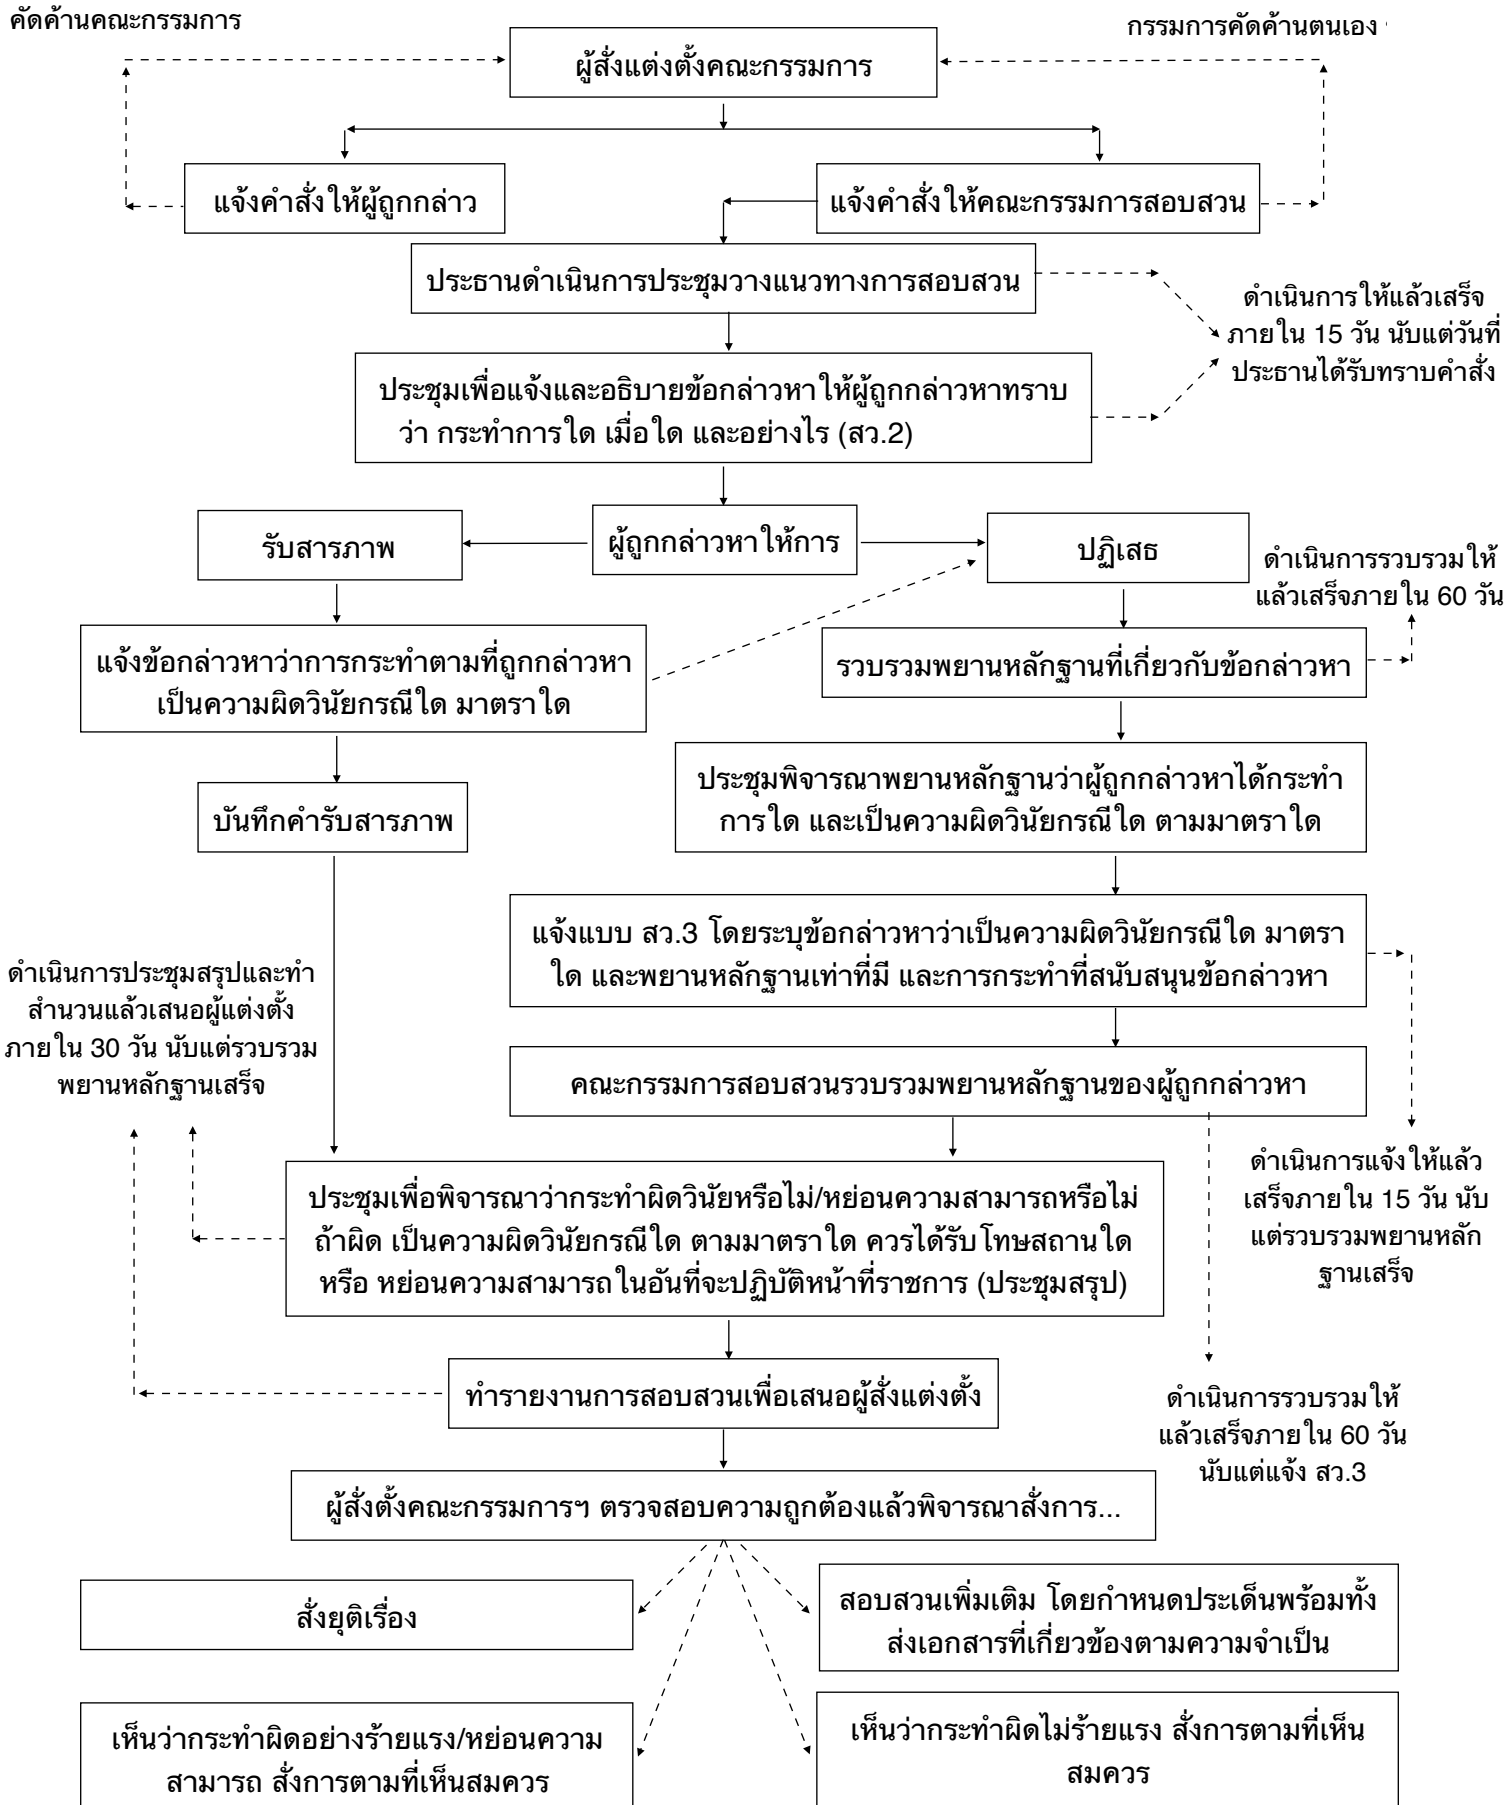 คัดค้านคณะกรรมการ
กรรมการคัดค้านตนเอง
ผู้สั่งแต่งตั้งคณะกรรมการ
แจ้งคำสั่งให้ผู้ถูกกล่าว
แจ้งคำสั่งให้คณะกรรมการสอบสวน
ประธานดำเนินการประชุมวางแนวทางการสอบสวน
ดำเนินการให้แล้วเสร็จ
ภายใน 15 วัน นับแต่วันที่
ประธานได้รับทราบคำสั่ง
ประชุมเพื่อแจ้งและอธิบายข้อกล่าวหาให้ผู้ถูกกล่าวหาทราบ
ว่า กระทำการใด เมื่อใด และอย่างไร (สว.2)
รับสารภาพ
ผู้ถูกกล่าวหาให้การ
ปฏิเสธ
ดำเนินการรวบรวมให้
แล้วเสร็จภายใน 60 วัน
แจ้งข้อกล่าวหาว่าการกระทำตามที่ถูกกล่าวหา
เป็นความผิดวินัยกรณีใด มาตราใด
รวบรวมพยานหลักฐานที่เกี่ยวกับข้อกล่าวหา
ประชุมพิจารณาพยานหลักฐานว่าผู้ถูกกล่าวหาได้กระทำ
การใด และเป็นความผิดวินัยกรณีใด ตามมาตราใด
บันทึกคำรับสารภาพ
แจ้งแบบ สว.3 โดยระบุข้อกล่าวหาว่าเป็นความผิดวินัยกรณีใด มาตรา
ใด และพยานหลักฐานเท่าที่มี และการกระทำที่สนับสนุนข้อกล่าวหา
ดำเนินการประชุมสรุปและทำ
สำนวนแล้วเสนอผู้แต่งตั้ง
ภายใน 30 วัน นับแต่รวบรวม
พยานหลักฐานเสร็จ
คณะกรรมการสอบสวนรวบรวมพยานหลักฐานของผู้ถูกกล่าวหา
ดำเนินการแจ้งให้แล้ว
เสร็จภายใน 15 วัน นับ
แต่รวบรวมพยานหลัก
ฐานเสร็จ
ประชุมเพื่อพิจารณาว่ากระทำผิดวินัยหรือไม่/หย่อนความสามารถหรือไม่
ถ้าผิด เป็นความผิดวินัยกรณีใด ตามมาตราใด ควรได้รับโทษสถานใด
หรือ หย่อนความสามารถในอันที่จะปฏิบัติหน้าที่ราชการ (ประชุมสรุป)
ทำรายงานการสอบสวนเพื่อเสนอผู้สั่งแต่งตั้ง
ดำเนินการรวบรวมให้
แล้วเสร็จภายใน 60 วัน
นับแต่แจ้ง สว.3
ผู้สั่งตั้งคณะกรรมการฯ ตรวจสอบความถูกต้องแล้วพิจารณาสั่งการ...
สั่งยุติเรื่อง
สอบสวนเพิ่มเติม โดยกำหนดประเด็นพร้อมทั้ง
ส่งเอกสารที่เกี่ยวข้องตามความจำเป็น
เห็นว่ากระทำผิดอย่างร้ายแรง/หย่อนความ
สามารถ สั่งการตามที่เห็นสมควร
เห็นว่ากระทำผิดไม่ร้ายแรง สั่งการตามที่เห็น
สมควร